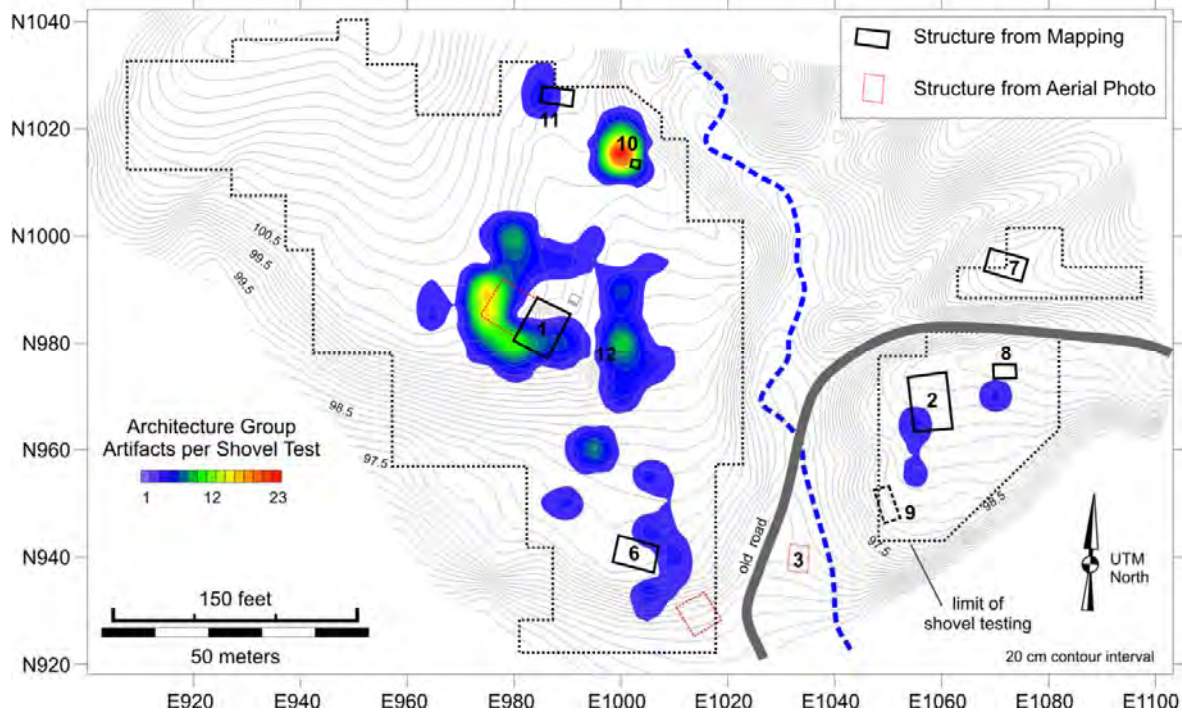 N1040
N1020
N1000
N980
N960
N940
N920
Structure from Mapping
Structure from Aerial Photo
11
10
100.5
99.5
99.5
98.5
97.5
1
12
7
8
2
9
6
3
98.5
97.5
old road
Architecture Group
Artifacts per Shovel Test
1 12 23
150 feet
50 meters
limit of
shovel testing
UTM
North
20 cm contour interval
E920 E940 E960 E980 E1000 E1020 E1040 E1060 E1080 E1100